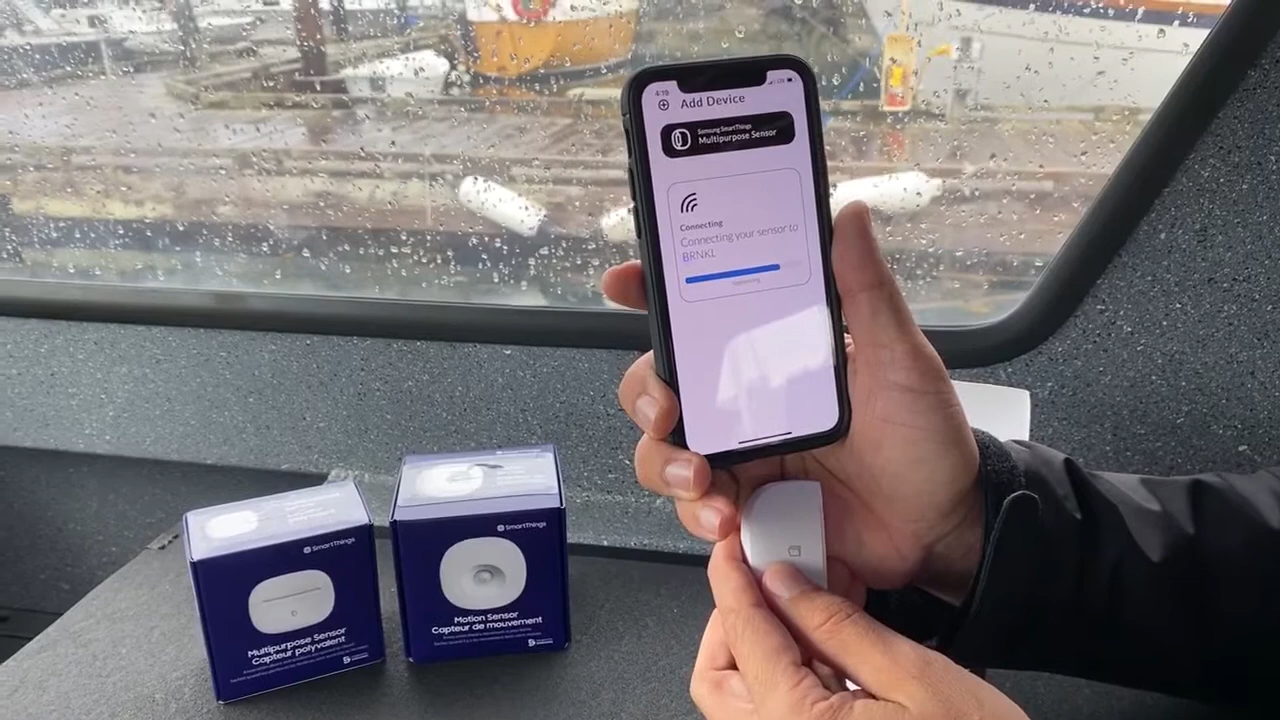 4:19
Add Device
Samsung SmartThings
Multipurpose Sensor
Connecting
Connecting your sensor to
BRNKL
SmartThings
Multipurpose Sensor
Capteur polyvalent
SmartThings
Motion Sensor
Capteur de mouvement